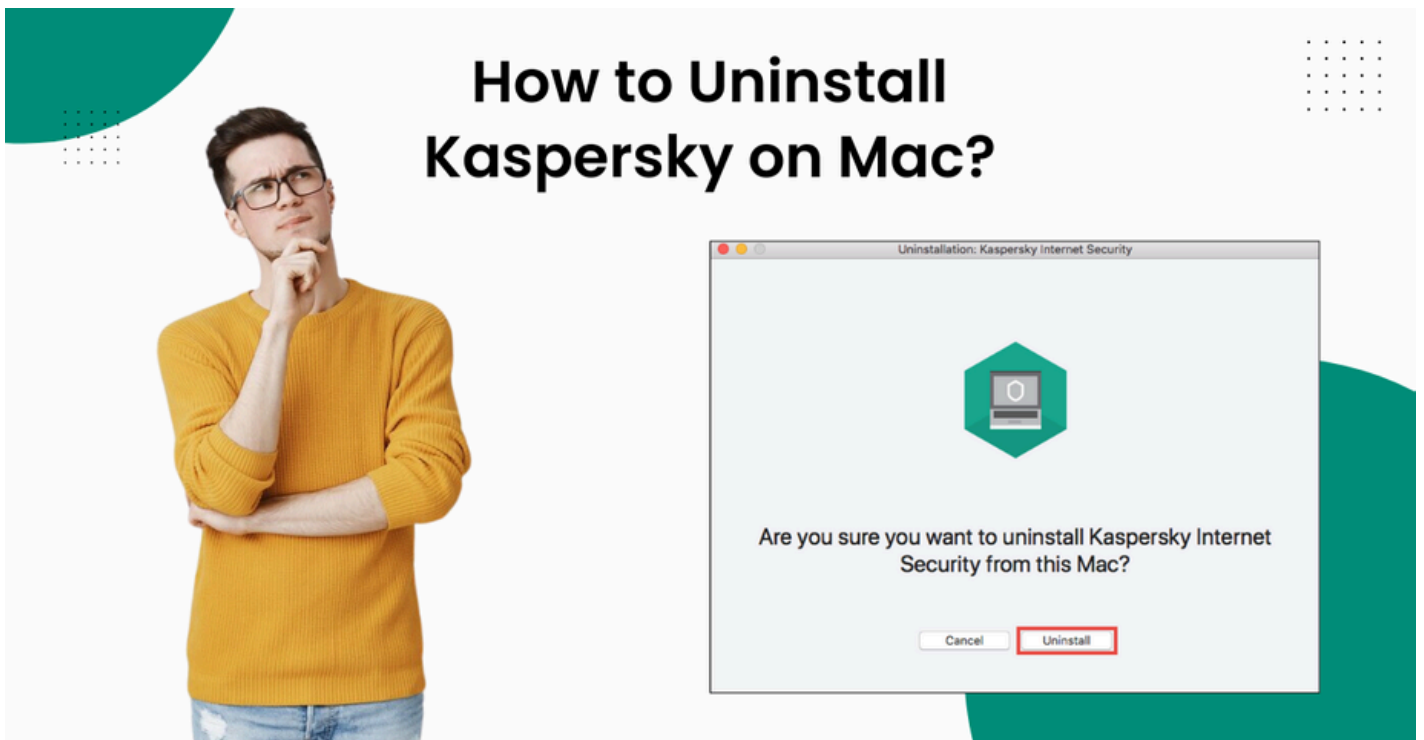 How to Uninstall
Kaspersky on Mac?
Uninstallation: Kaspersky Internet Security
Are you sure you want to uninstall Kaspersky Internet
Security from this Mac?
Cancel
Uninstall